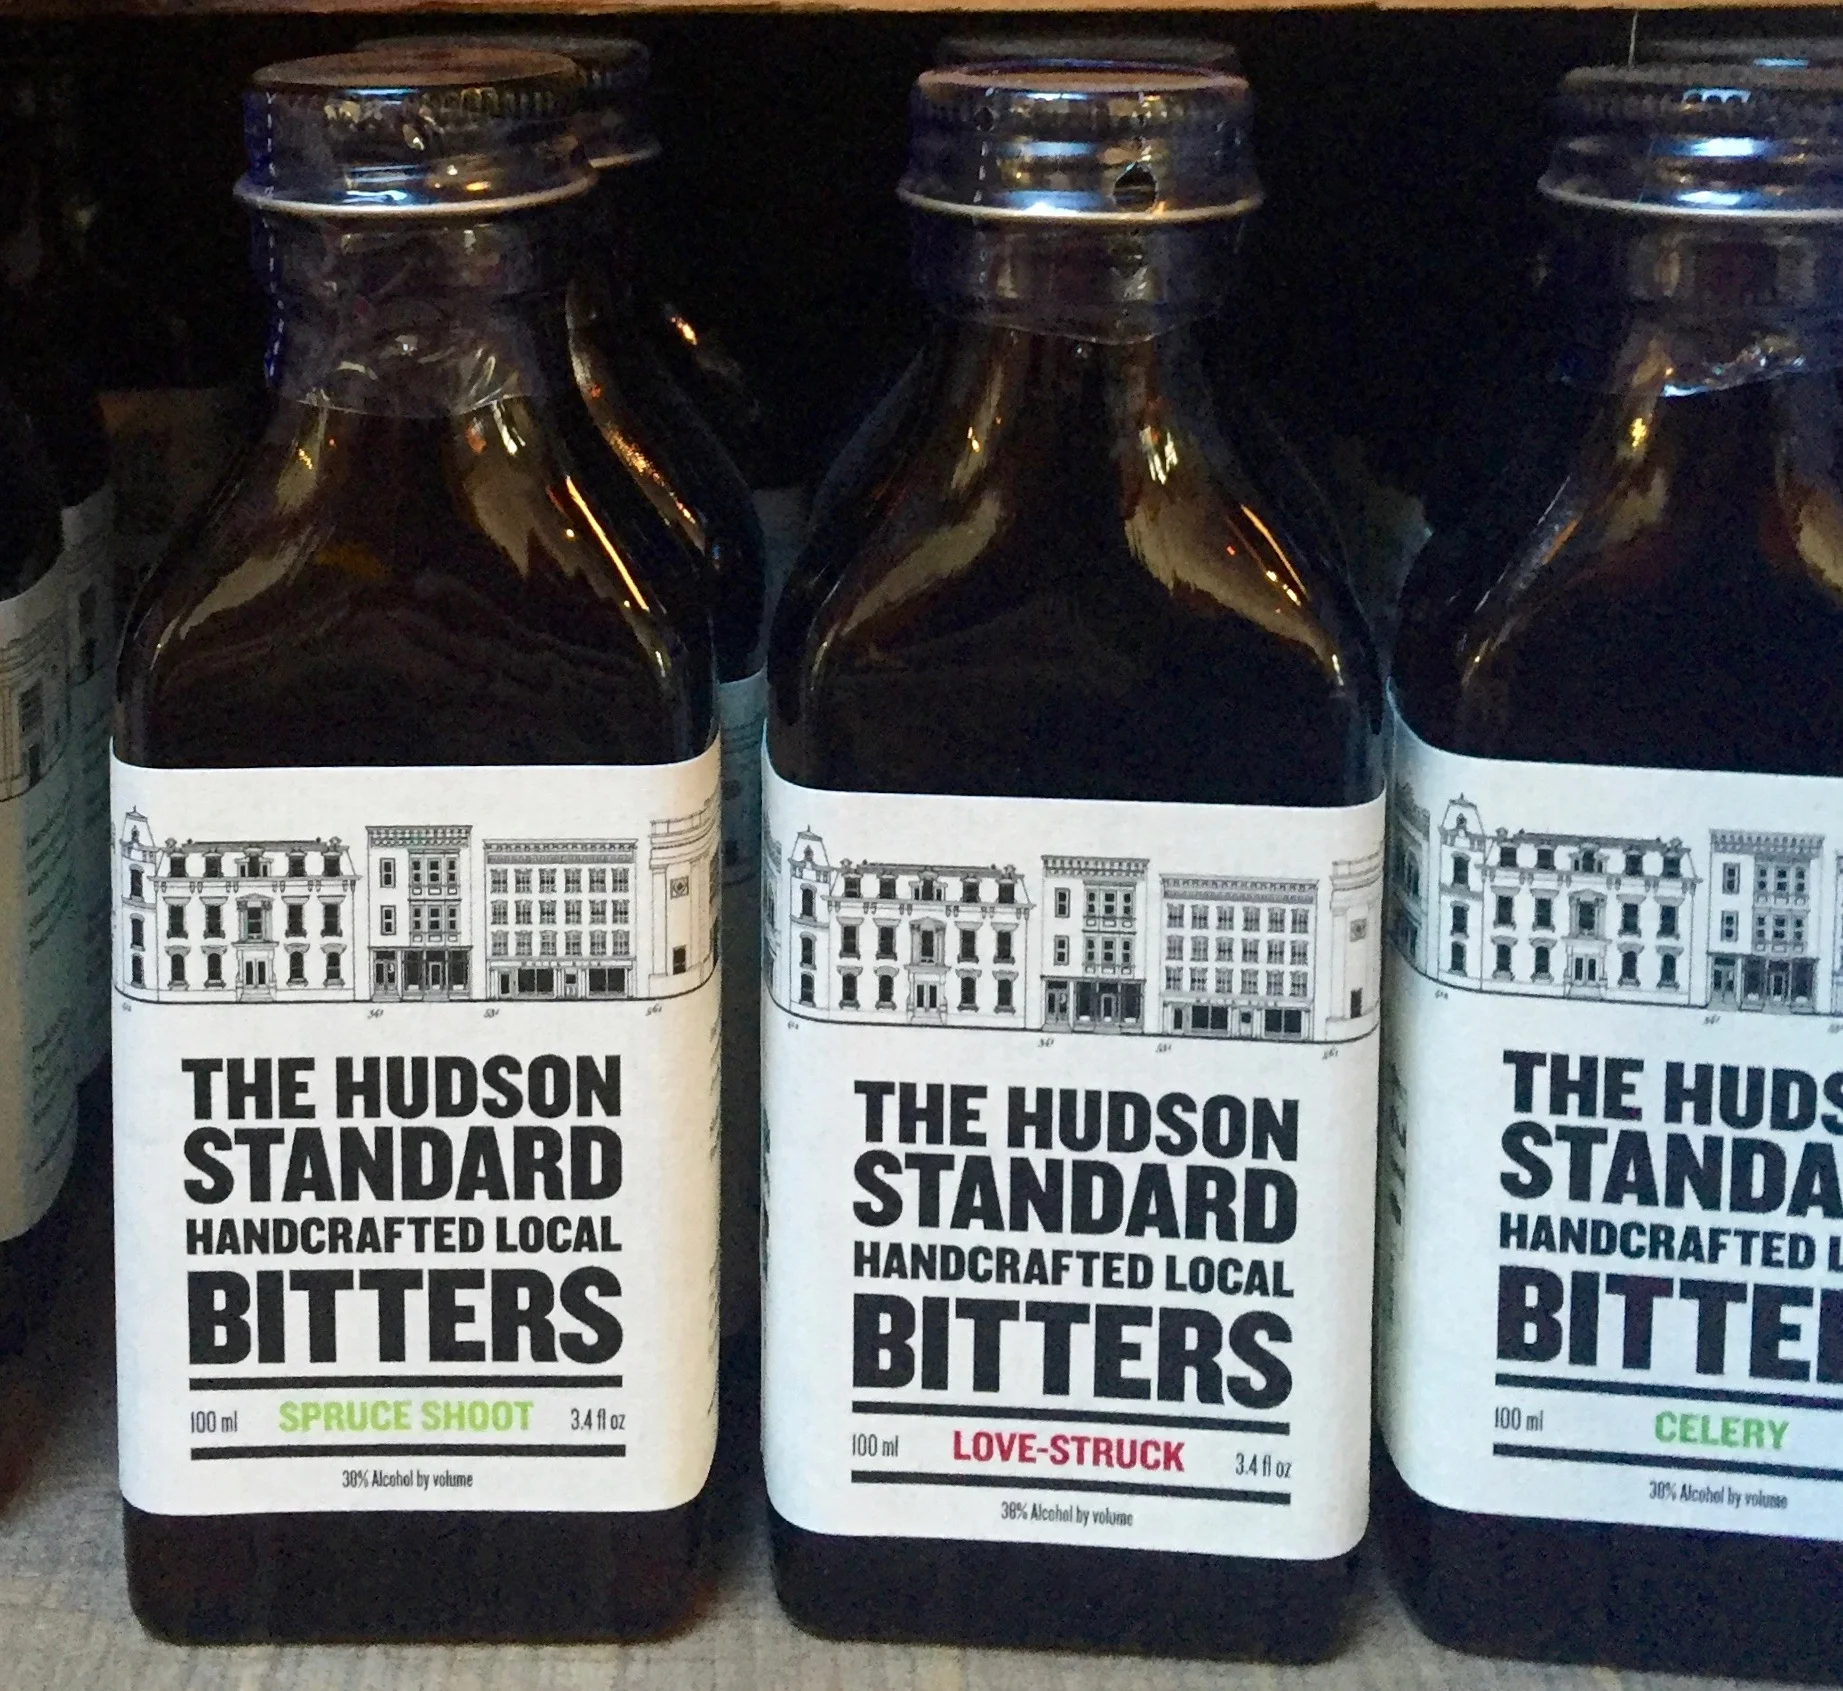 THE HUDSON
STANDARD
HANDCRAFTED LOCAL
BITTERS
100 ml SPRUCE SHOOT 3.4 fl oz
38% Alcohol by volume
THE HUDSON
STANDARD
HANDCRAFTED LOCAL
BITTERS
100 ml LOVE-STRUCK 3.4 fl oz
38% Alcohol by volume
THE HUDS
STANDA
HANDCRAFTED L
BITTE
100 ml CELERY
38% Alcohol by volume